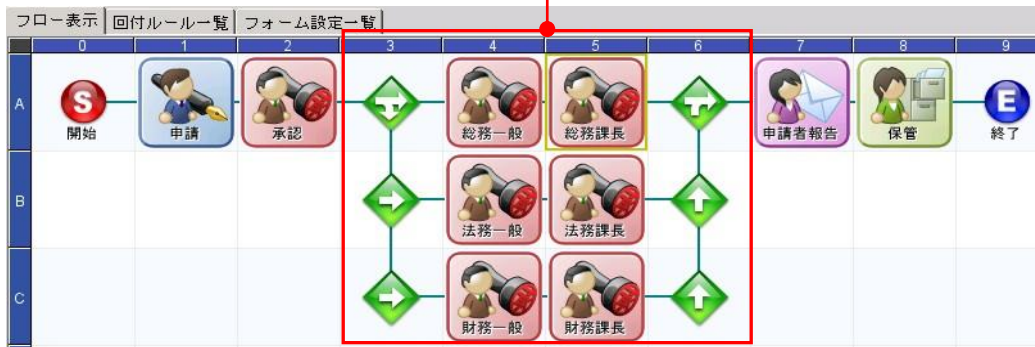 フロー表示 回付ルール一覧 フォーム設定一覧
0 1 2 3 4 5 6 7 8 9
A
S E
開始 申請 承認 総務一般 総務課長 申請者報告 保管 終了
B
法務一般 法務課長
C
財務一般 財務課長